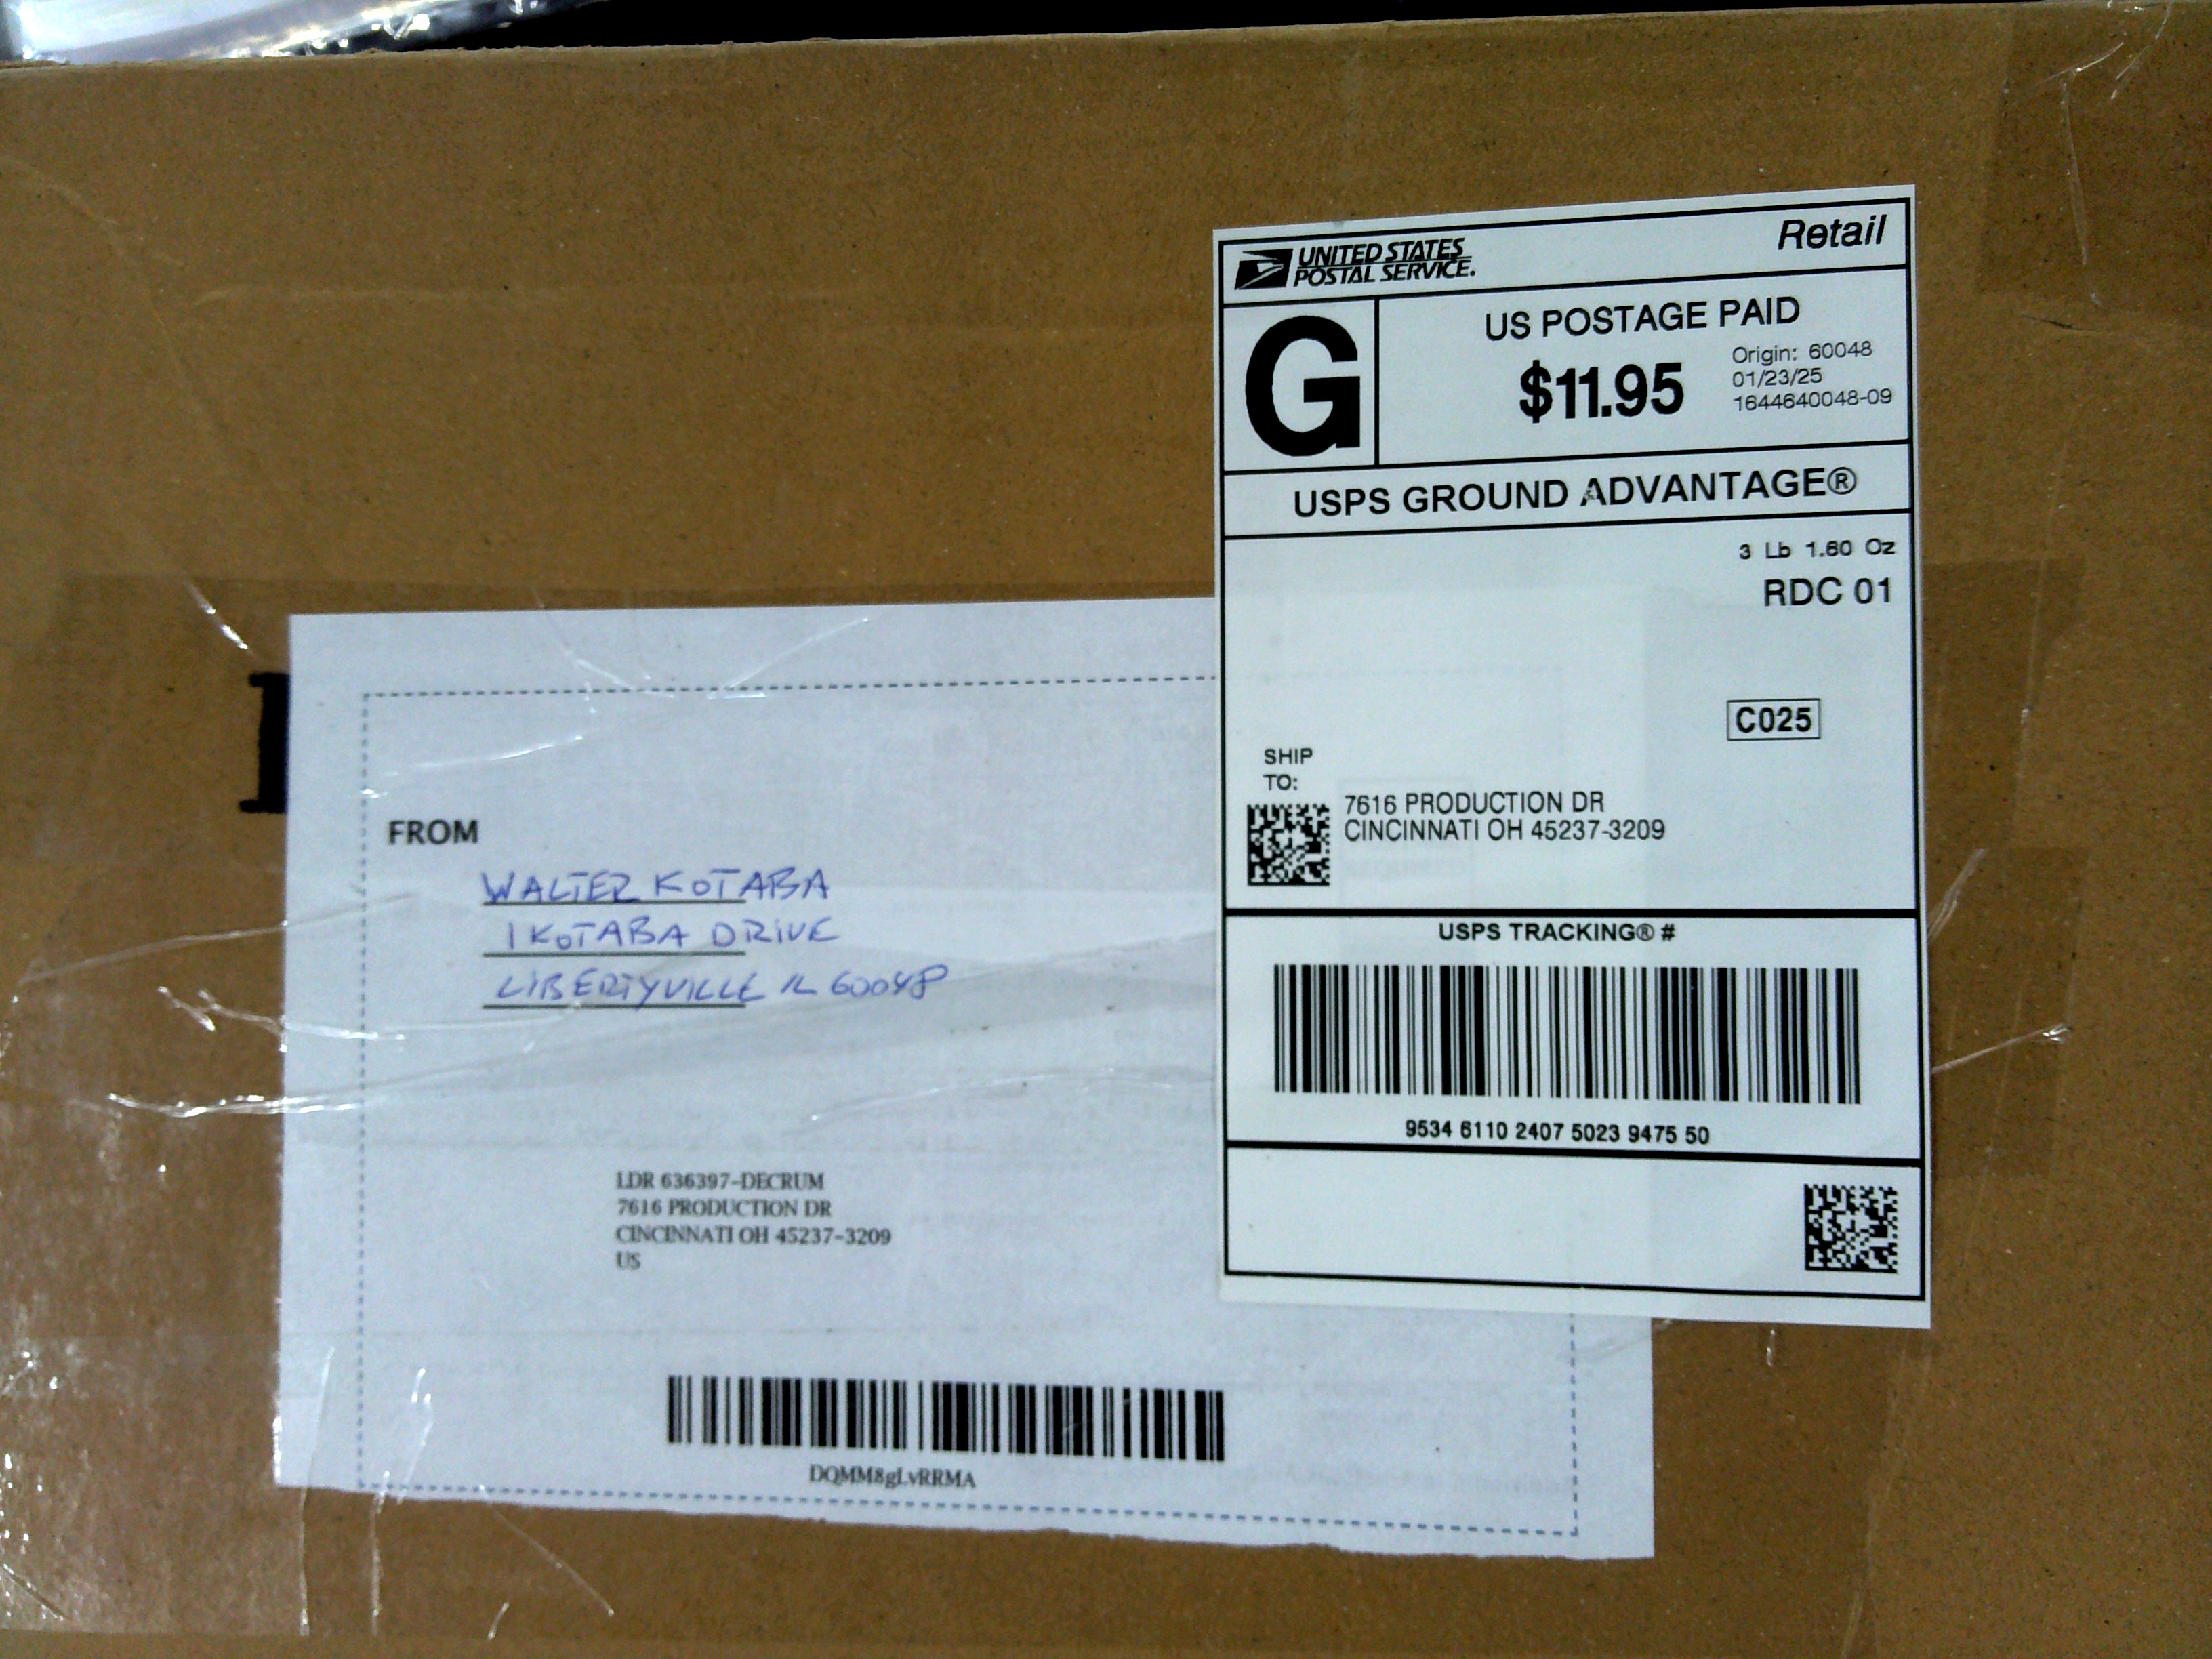 UNITED STATES
POSTAL SERVICE.
Retail
G
US POSTAGE PAID
$11.95
Origin: 60048
01/23/25
1644640048-09
USPS GROUND ADVANTAGE®
3 Lb 1.60 Oz
RDC 01
C025
SHIP
TO:
7616 PRODUCTION DR
CINCINNATI OH 45237-3209
USPS TRACKING® #
9534 6110 2407 5023 9475 50
FROM
WALTER KOTABA
1 KOTABA DRIVE
LIBERTYVILLE IL 60048
LDR 636397-DECRUM
7616 PRODUCTION DR
CINCINNATI OH 45237-3209
US
DQMM8gLvRRMA